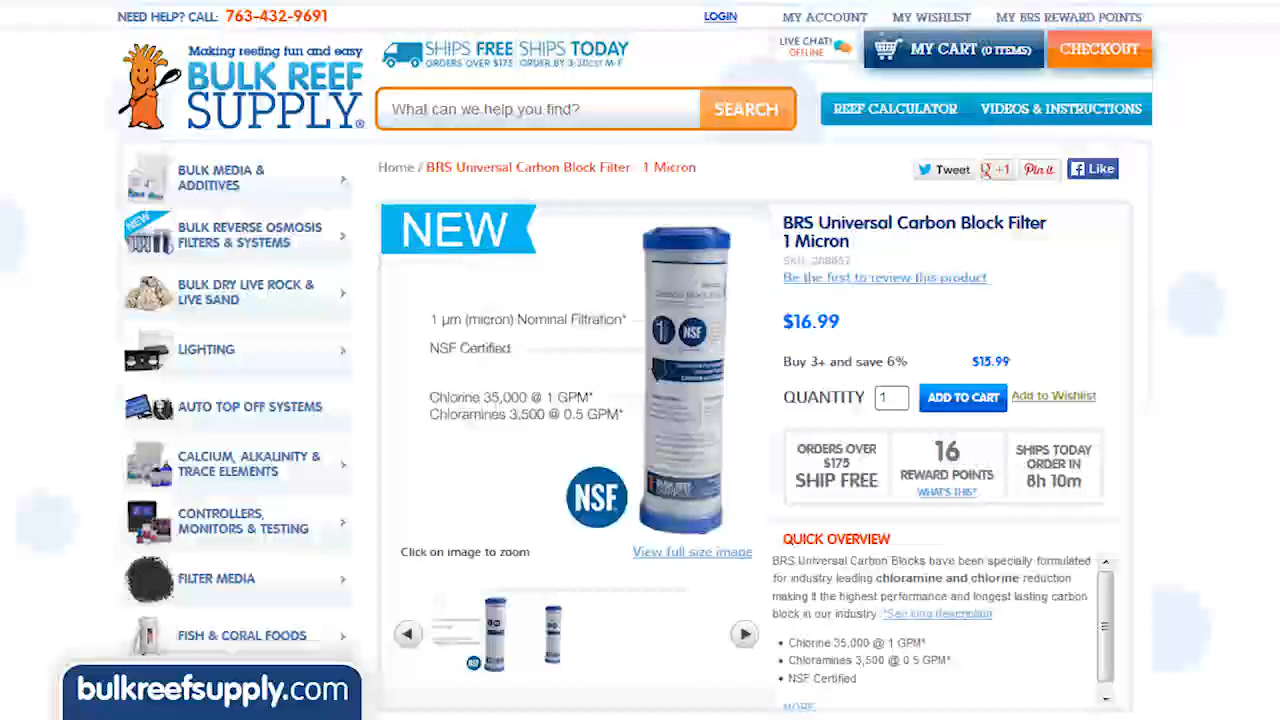 NEED HELP? CALL: 763-432-9691
LOGIN
MY ACCOUNT
MY WISHLIST
MY BRS REWARD POINTS
Making reefing fun and easy
BULK REEF
SUPPLY®
SHIPS FREE
ORDERS OVER $175
SHIPS TODAY
ORDER BY 3:30CST M-F
LIVE CHAT!
OFFLINE
MY CART (0 ITEMS)
CHECKOUT
What can we help you find?
SEARCH
REEF CALCULATOR
VIDEOS & INSTRUCTIONS
BULK MEDIA &
ADDITIVES
NEW
BULK REVERSE OSMOSIS
FILTERS & SYSTEMS
BULK DRY LIVE ROCK &
LIVE SAND
LIGHTING
AUTO TOP OFF SYSTEMS
CALCIUM, ALKALINITY &
TRACE ELEMENTS
CONTROLLERS,
MONITORS & TESTING
FILTER MEDIA
FISH & CORAL FOODS
bulkreefsupply.com
Home / BRS Universal Carbon Block Filter - 1 Micron
Tweet
+1
Pin it
Like
NEW
1 µm (micron) Nominal Filtration*
NSF Certified
Chlorine 35,000 @ 1 GPM*
Chloramines 3,500 @ 0.5 GPM*
NSF
NSF
Click on image to zoom
View full size image
BRS Universal Carbon Block Filter
1 Micron
Be the first to review this product
$16.99
Buy 3+ and save 6%
$15.99
QUANTITY
1
ADD TO CART
Add to Wishlist
ORDERS OVER
$175
SHIP FREE
16
REWARD POINTS
WHAT'S THIS?
SHIPS TODAY
ORDER IN
8h 10m
QUICK OVERVIEW
BRS Universal Carbon Blocks have been specially formulated
for industry leading chloramine and chlorine reduction
making it the highest performance and longest lasting carbon
block in our industry. *See long description
• Chlorine 35,000 @ 1 GPM*
• Chloramines 3,500 @ 0.5 GPM*
• NSF Certified
MORE